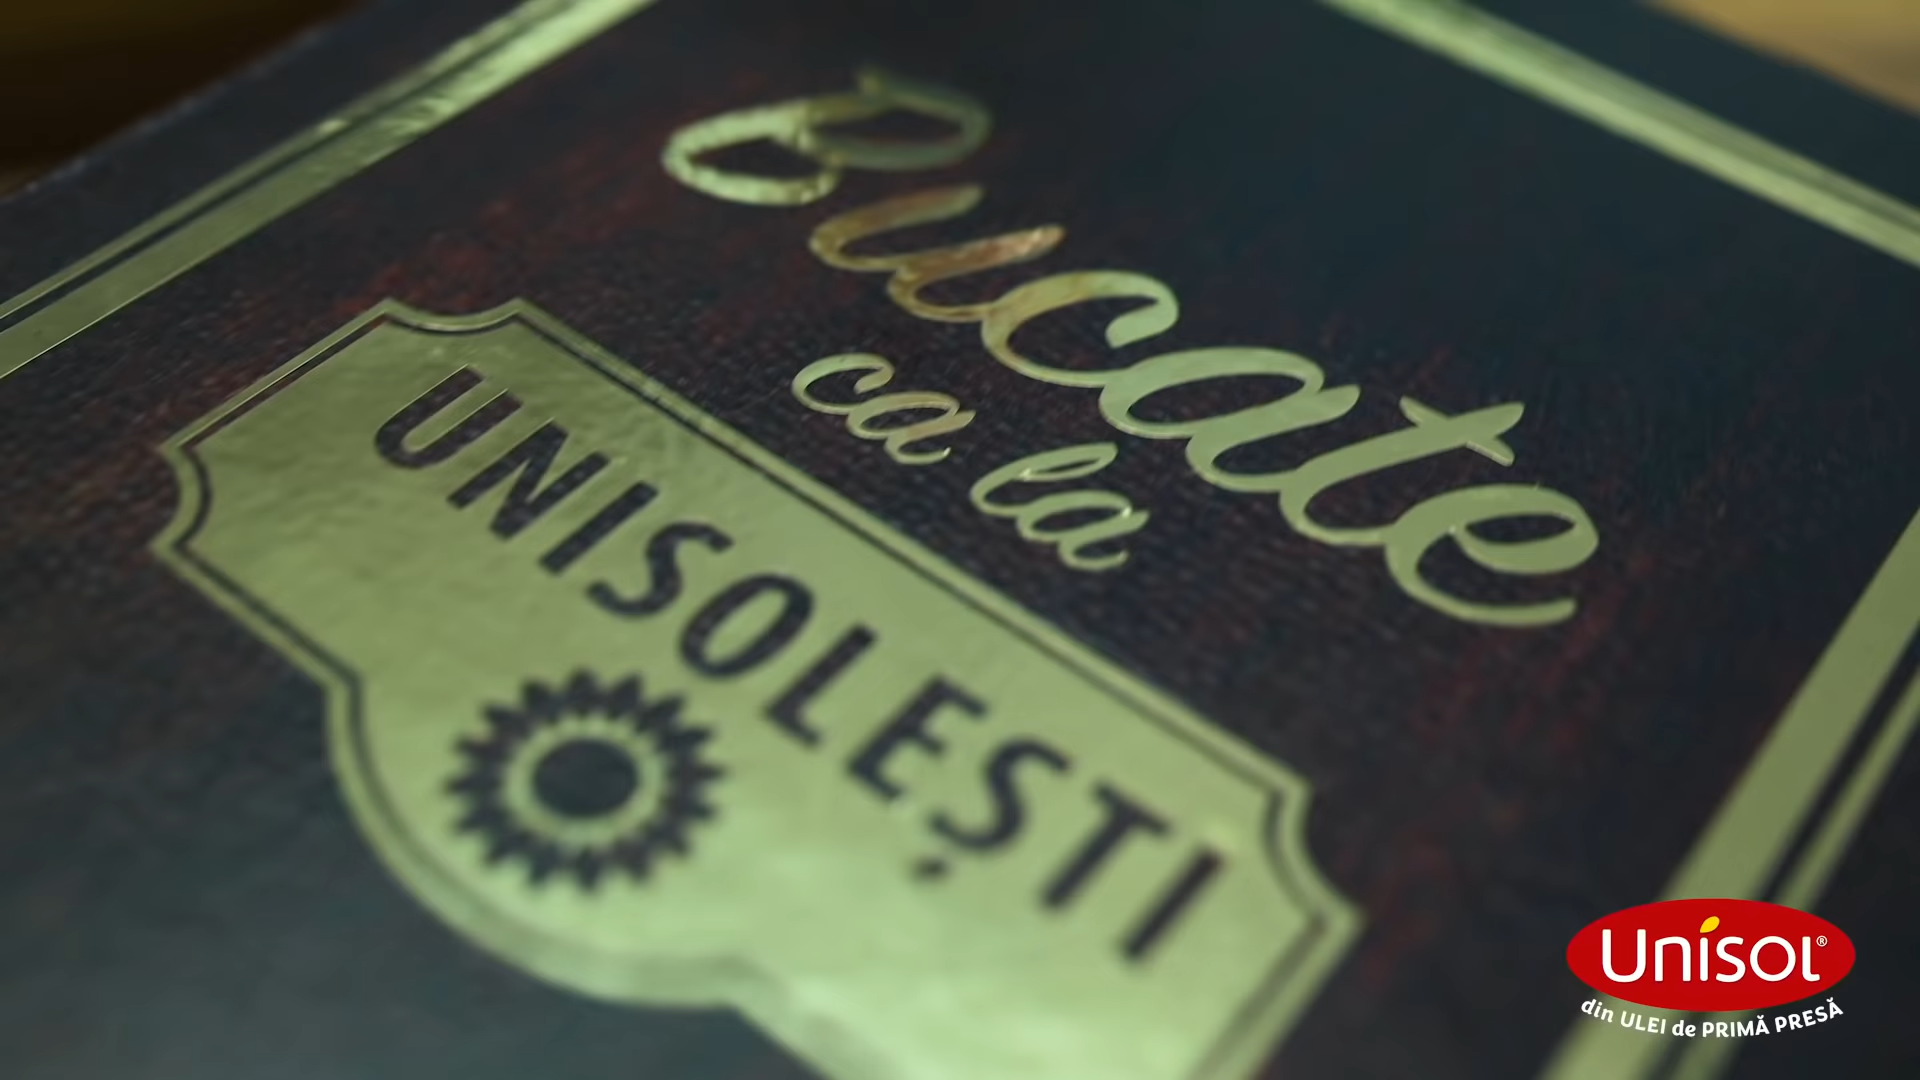 Bucate
ca la
UNISOLEȘTI
Unisol®
din ULEI de PRIMĂ PRESĂ